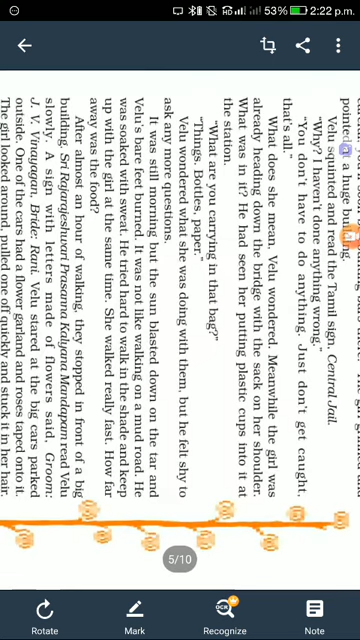 53% 2:22 p.m.
pointed at a huge building.
Velu squinted and read the Tamil sign, Central Jail.
"Why? I haven't done anything wrong."
"You don't have to do anything. Just don't get caught,
that's all."
What does she mean, Velu wondered. Meanwhile the girl was
already heading down the bridge with the sack on her shoulder.
What was in it? He had seen her putting plastic cups into it at
the station.
"What are you carrying in that bag?"
"Things. Bottles, paper."
Velu wondered what she was doing with them, but he felt shy to
ask any more questions.
It was still morning but the sun blasted down on the tar and
Velu's bare feet burned. It was not like walking on a mud road. He
was soaked with sweat. He tried hard to walk in the shade and keep
up with the girl at the same time. She walked really fast. How far
away was the food?
After almost an hour of walking, they stopped in front of a big
building. Sri Rajarajeshwari Prasanna Kalyana Mandapam read Velu
slowly. A sign with letters made of flowers said, Groom:
J. V. Vinayagan, Bride: Rani. Velu stared at the big cars parked
outside. One of the cars had a flower garland and roses taped onto it.
The girl looked around, pulled one off quickly and stuck it in her hair.
5/10
Rotate
Mark
OCR
Recognize
Note